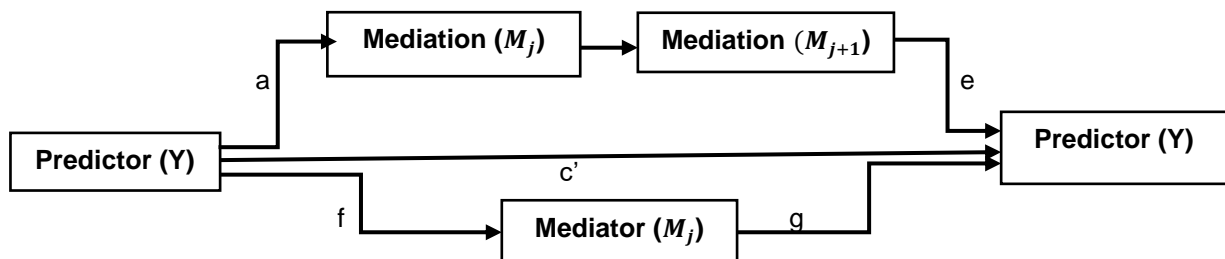 Mediation (M_j)
Mediation (M_{j+1})
a
e
Predictor (Y)
Predictor (Y)
c’
f
Mediator (M_j)
g